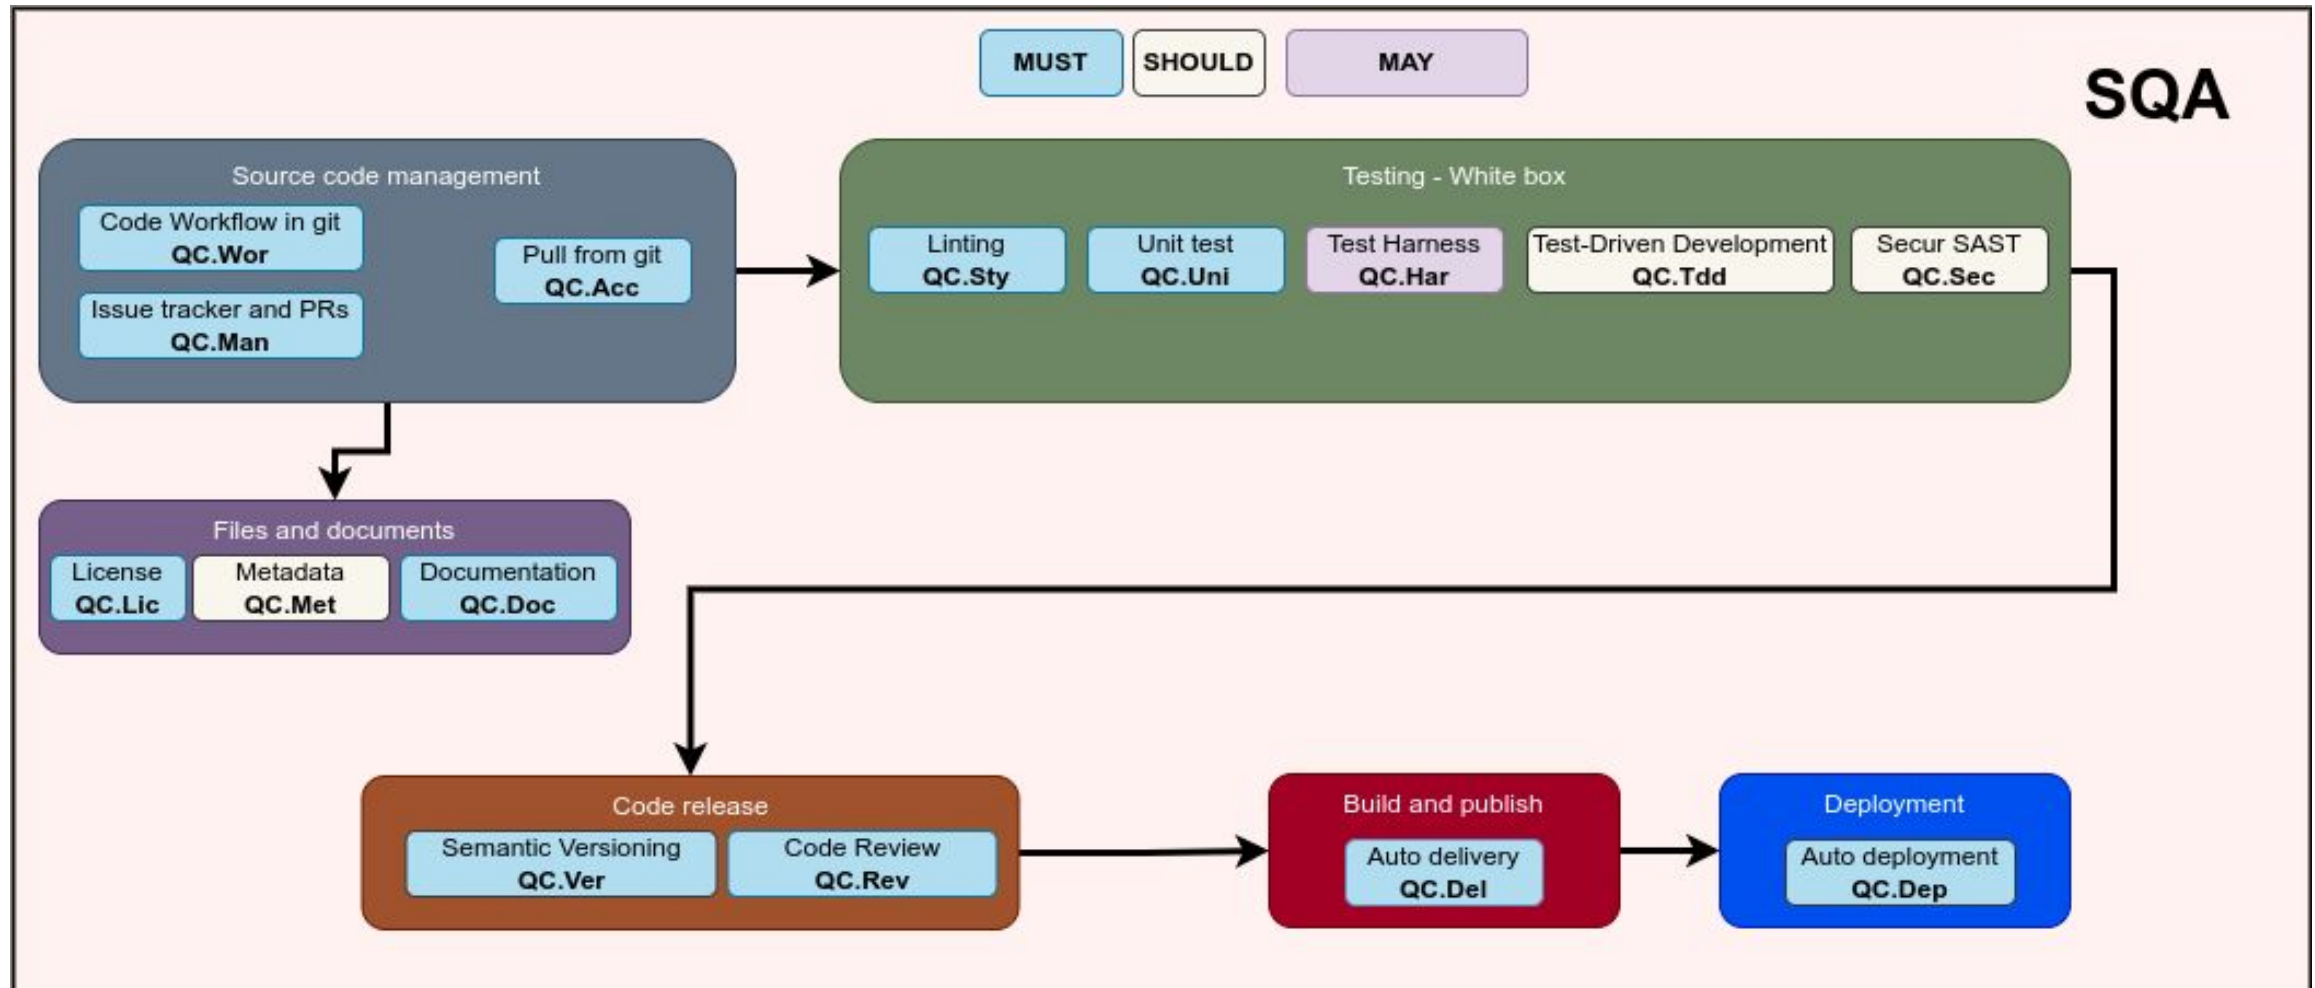 MUST
SHOULD
MAY
SQA
Source code management
Code Workflow in git
QC.Wor
Issue tracker and PRs
QC.Man
Pull from git
QC.Acc
Testing - White box
Linting
QC.Sty
Unit test
QC.Uni
Test Harness
QC.Har
Test-Driven Development
QC.Tdd
Secur SAST
QC.Sec
Files and documents
License
QC.Lic
Metadata
QC.Met
Documentation
QC.Doc
Code release
Semantic Versioning
QC.Ver
Code Review
QC.Rev
Build and publish
Auto delivery
QC.Del
Deployment
Auto deployment
QC.Dep